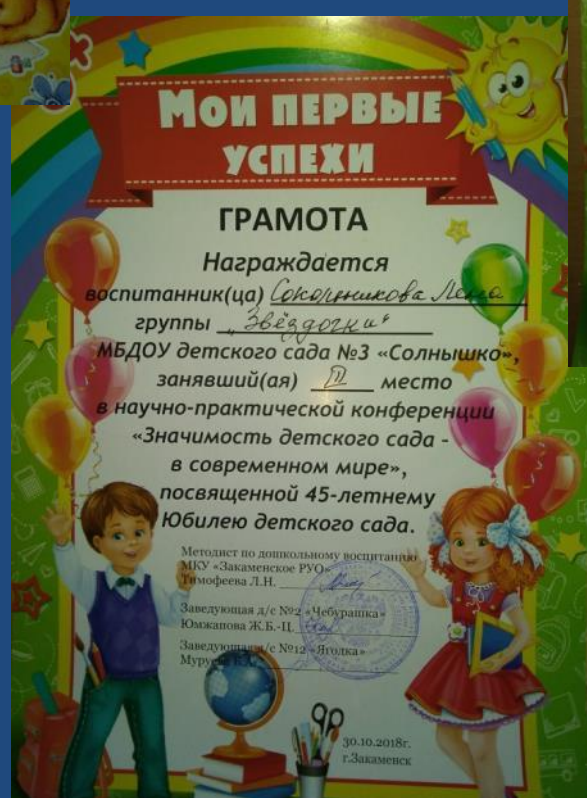 МОИ ПЕРВЫЕ
УСПЕХИ
ГРАМОТА
Награждается
воспитанник(ца) Сокольникова
группы „Звёздочки“
МБДОУ детского сада №3 «Солнышко»,
занявший(ая) II место
в научно-практической конференции
«Значимость детского сада -
в современном мире»,
посвященной 45-летнему
Юбилею детского сада.
Методист по дошкольному воспитанию
МКУ «Закаменское РУО»
Тимофеева Л.Н.
Заведующая д/с №2 «Чебурашка»
Юмжапова Ж.Б.-Ц.
Заведующая д/с №12 «Ягодка»
30.10.2018г.
г.Закаменск